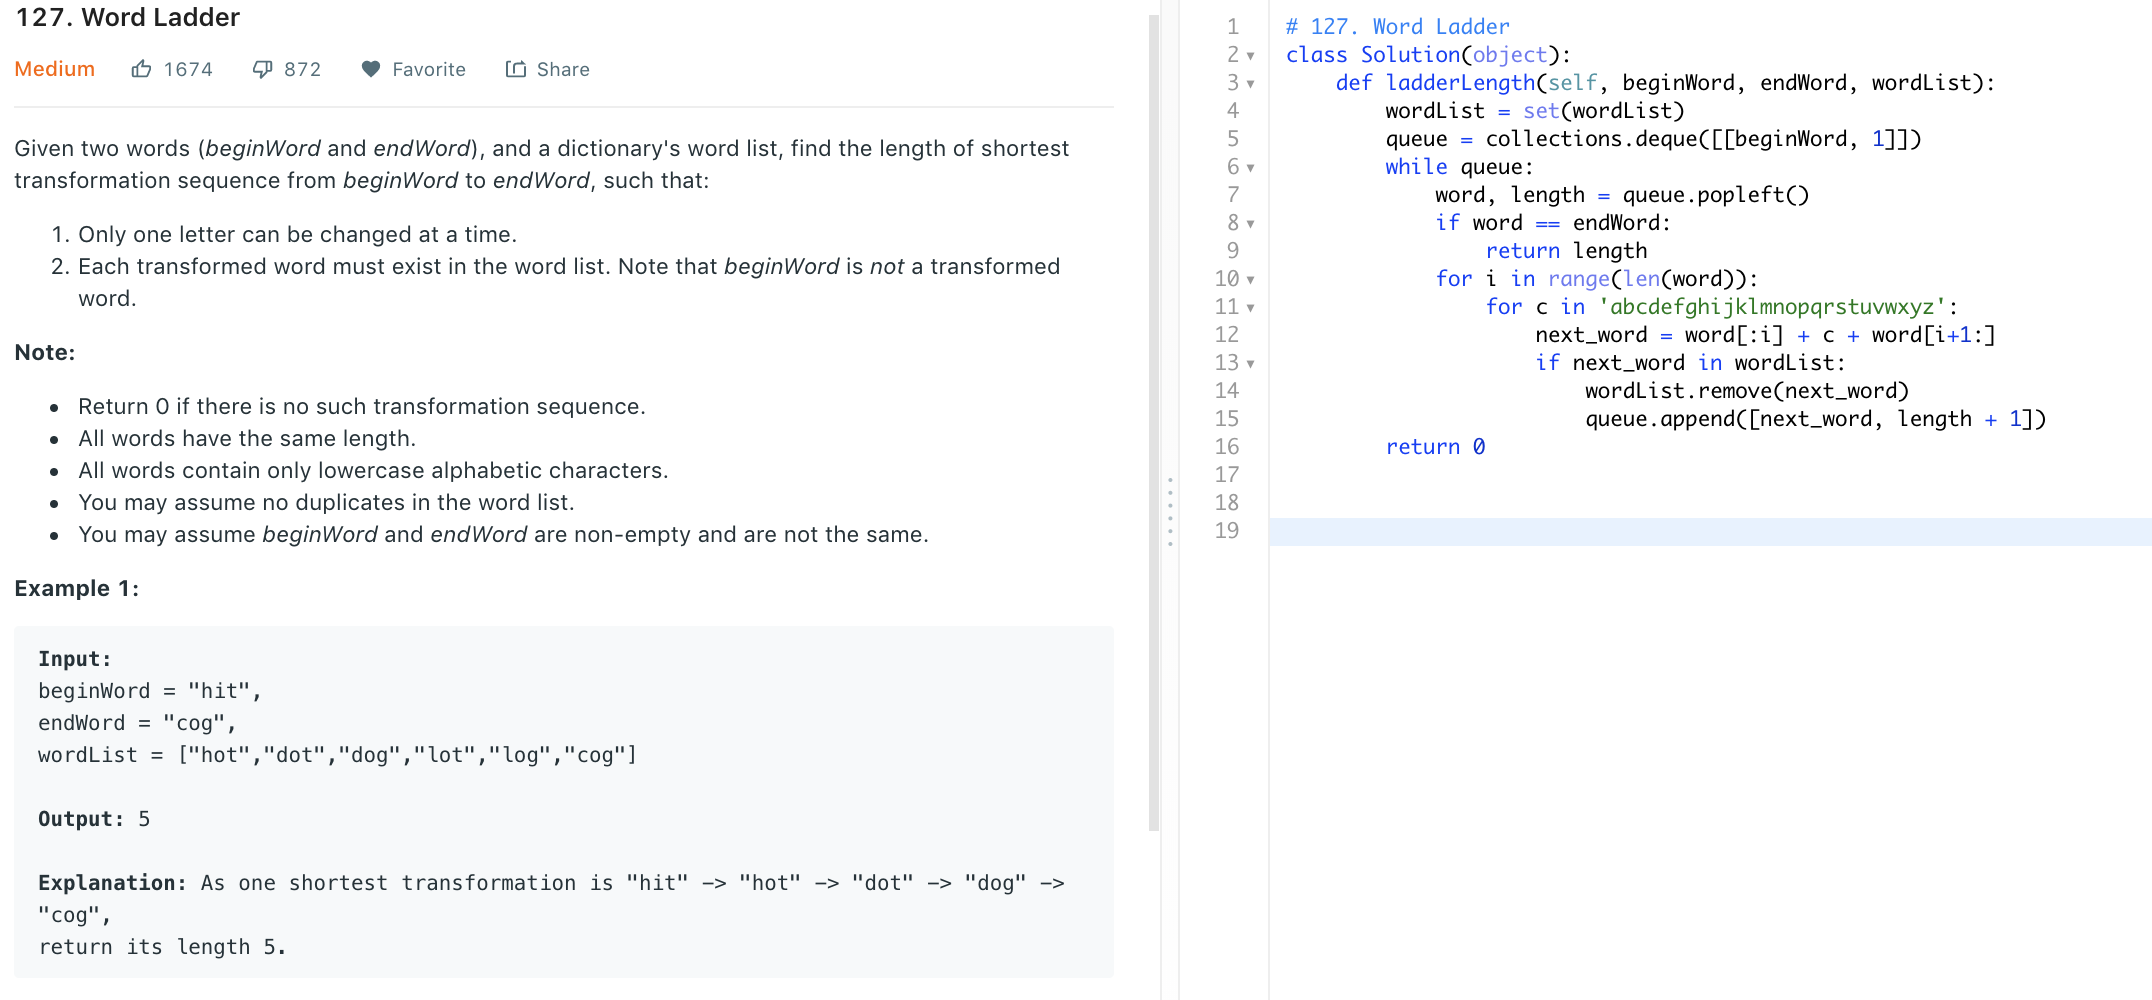 127. Word Ladder
Medium 1674 872 Favorite Share
Given two words (beginWord and endWord), and a dictionary's word list, find the length of shortest
transformation sequence from beginWord to endWord, such that:
1. Only one letter can be changed at a time.
2. Each transformed word must exist in the word list. Note that beginWord is not a transformed
word.
Note:
• Return 0 if there is no such transformation sequence.
• All words have the same length.
• All words contain only lowercase alphabetic characters.
• You may assume no duplicates in the word list.
• You may assume beginWord and endWord are non-empty and are not the same.
Example 1:
Input:
beginWord = "hit",
endWord = "cog",
wordList = ["hot","dot","dog","lot","log","cog"]
Output: 5
Explanation: As one shortest transformation is "hit" -> "hot" -> "dot" -> "dog" ->
"cog",
return its length 5.
1 # 127. Word Ladder
2 class Solution(object):
3     def ladderLength(self, beginWord, endWord, wordList):
4         wordList = set(wordList)
5         queue = collections.deque([[beginWord, 1]])
6         while queue:
7             word, length = queue.popleft()
8             if word == endWord:
9                 return length
10             for i in range(len(word)):
11                 for c in 'abcdefghijklmnopqrstuvwxyz':
12                     next_word = word[:i] + c + word[i+1:]
13                     if next_word in wordList:
14                         wordList.remove(next_word)
15                         queue.append([next_word, length + 1])
16         return 0
17
18
19